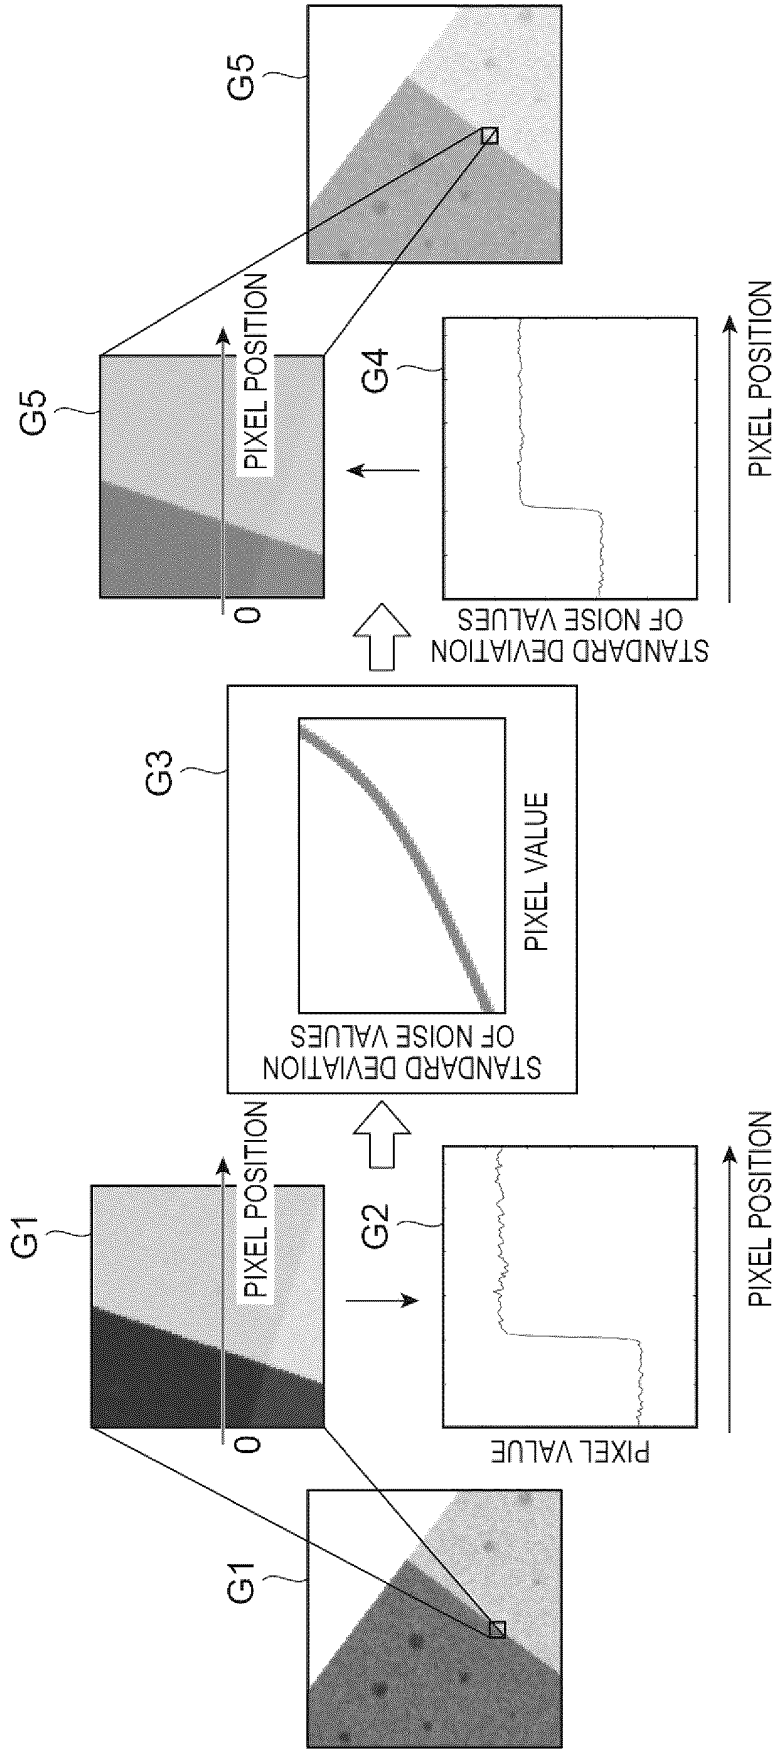 G1
G1
0
PIXEL POSITION
G2
PIXEL VALUE
PIXEL POSITION
G3
STANDARD DEVIATION
OF NOISE VALUES
PIXEL VALUE
G5
0
PIXEL POSITION
G4
STANDARD DEVIATION
OF NOISE VALUES
PIXEL POSITION
G5